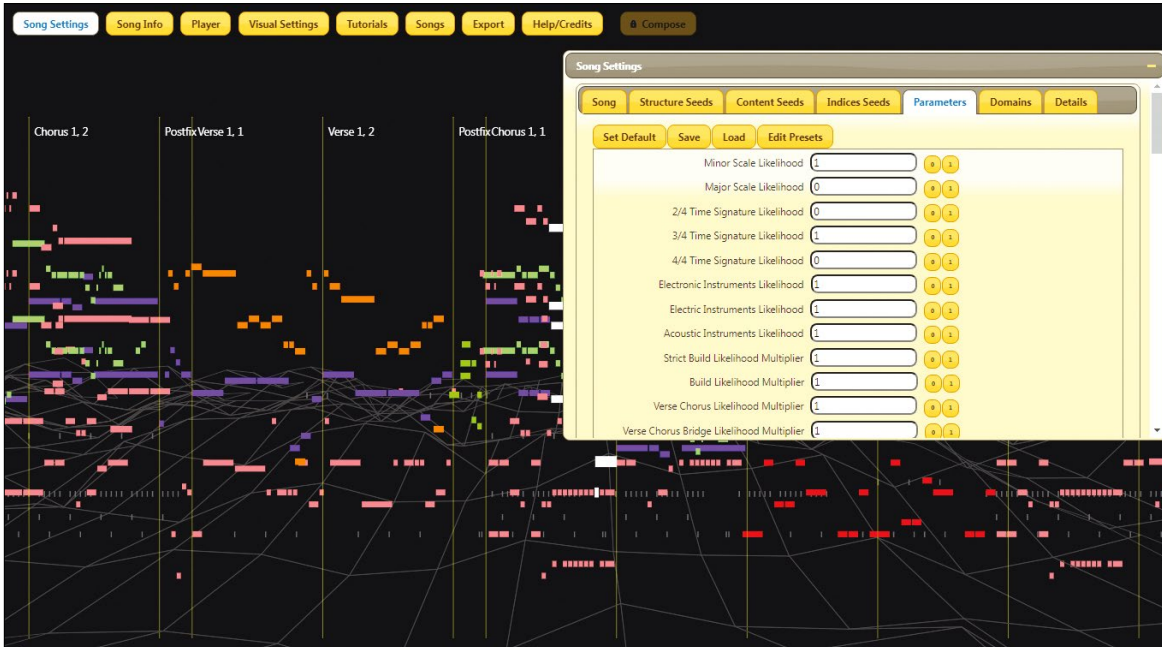 Song Settings Song Info Player Visual Settings Tutorials Songs Export Help/Credits Compose
Song Settings
Song Structure Seeds Content Seeds Indices Seeds Parameters Domains Details
Set Default Save Load Edit Presets
Minor Scale Likelihood 1 0 1
Major Scale Likelihood 0 0 1
2/4 Time Signature Likelihood 0 0 1
3/4 Time Signature Likelihood 1 0 1
4/4 Time Signature Likelihood 0 0 1
Electronic Instruments Likelihood 1 0 1
Electric Instruments Likelihood 1 0 1
Acoustic Instruments Likelihood 1 0 1
Strict Build Likelihood Multiplier 1 0 1
Build Likelihood Multiplier 1 0 1
Verse Chorus Likelihood Multiplier 1 0 1
Verse Chorus Bridge Likelihood Multiplier 1 0 1
Chorus 1, 2 Postfix Verse 1, 1 Verse 1, 2 Postfix Chorus 1, 1